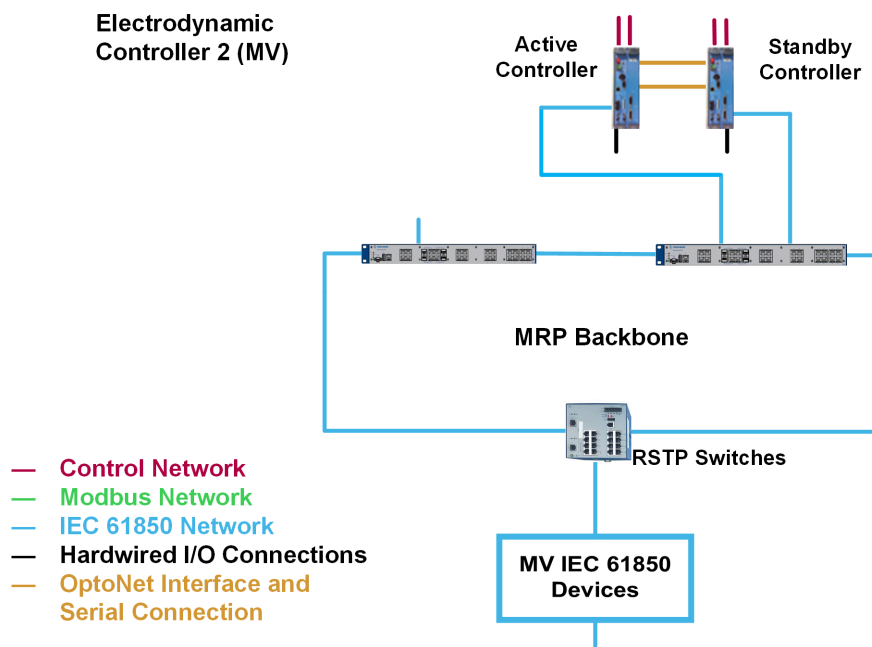 Electrodynamic
Controller 2 (MV)
Active
Controller
Standby
Controller
MRP Backbone
RSTP Switches
Control Network
Modbus Network
IEC 61850 Network
Hardwired I/O Connections
OptoNet Interface and
Serial Connection
MV IEC 61850
Devices